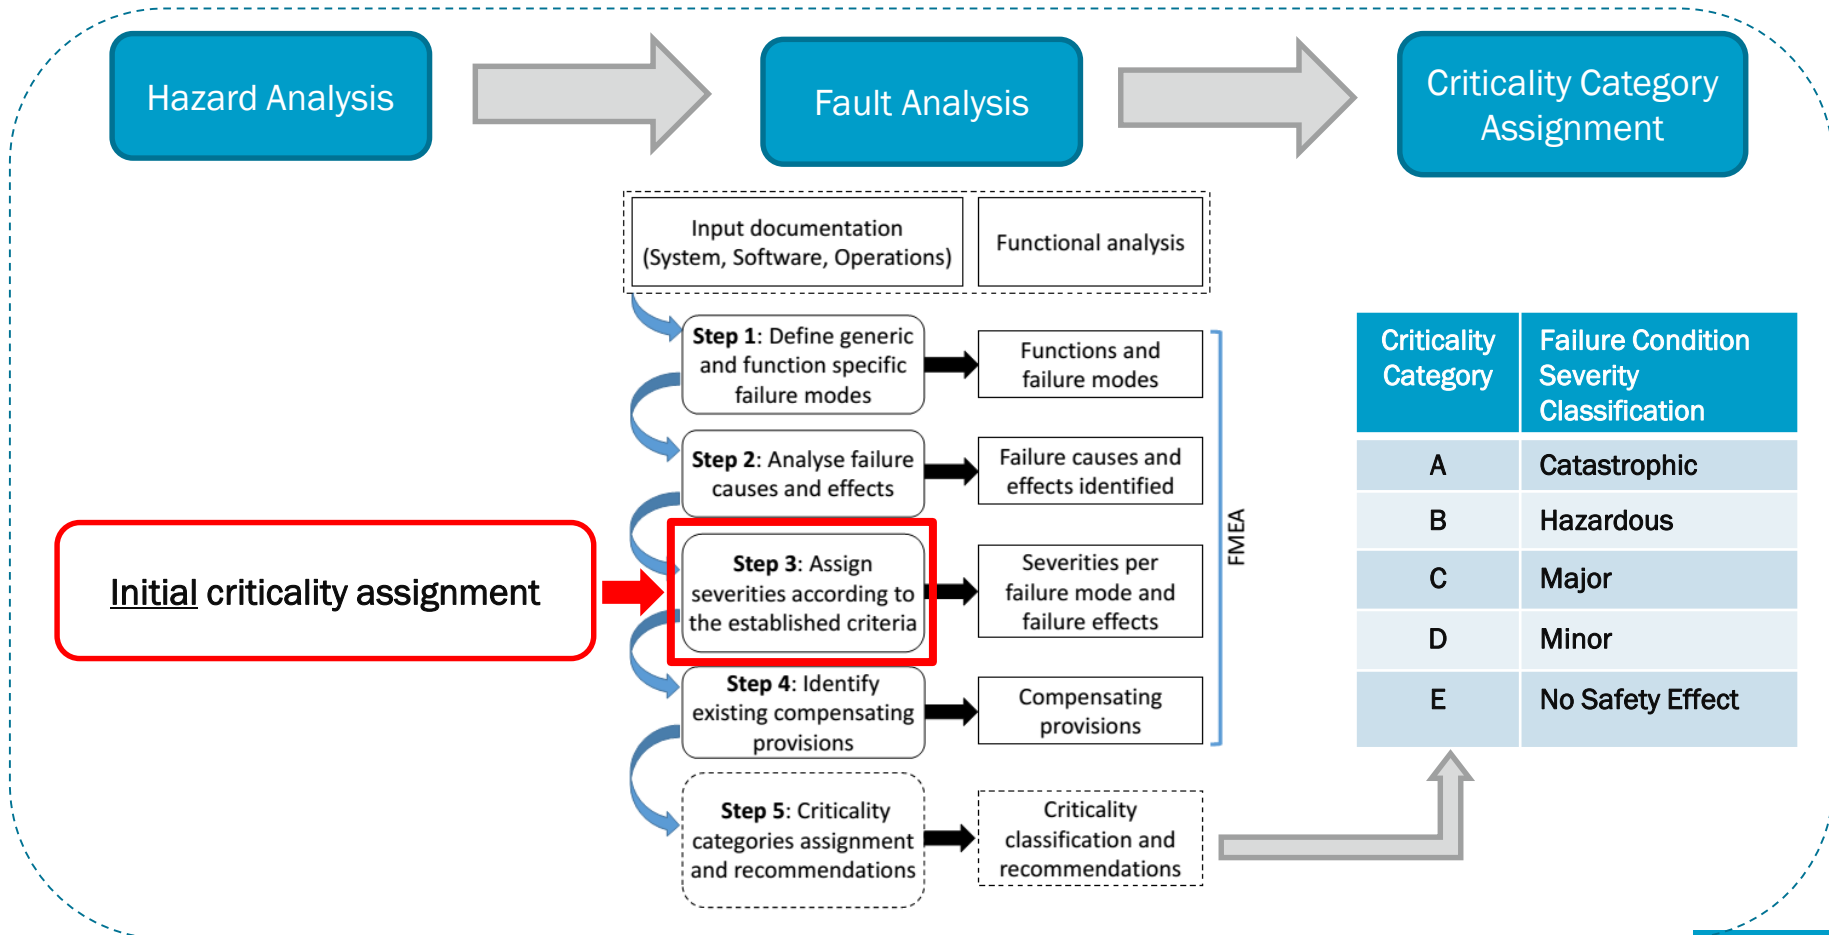 Hazard Analysis
Fault Analysis
Criticality Category
Assignment
Input documentation
(System, Software, Operations)
Functional analysis
Step 1: Define generic
and function specific
failure modes
Functions and
failure modes
Step 2: Analyse failure
causes and effects
Failure causes and
effects identified
Initial criticality assignment
Step 3: Assign
severities according to
the established criteria
Severities per
failure mode and
failure effects
Step 4: Identify
existing compensating
provisions
Compensating
provisions
FMEA
Step 5: Criticality
categories assignment
and recommendations
Criticality
classification and
recommendations
Criticality
Category
Failure Condition
Severity
Classification
A
Catastrophic
B
Hazardous
C
Major
D
Minor
E
No Safety Effect